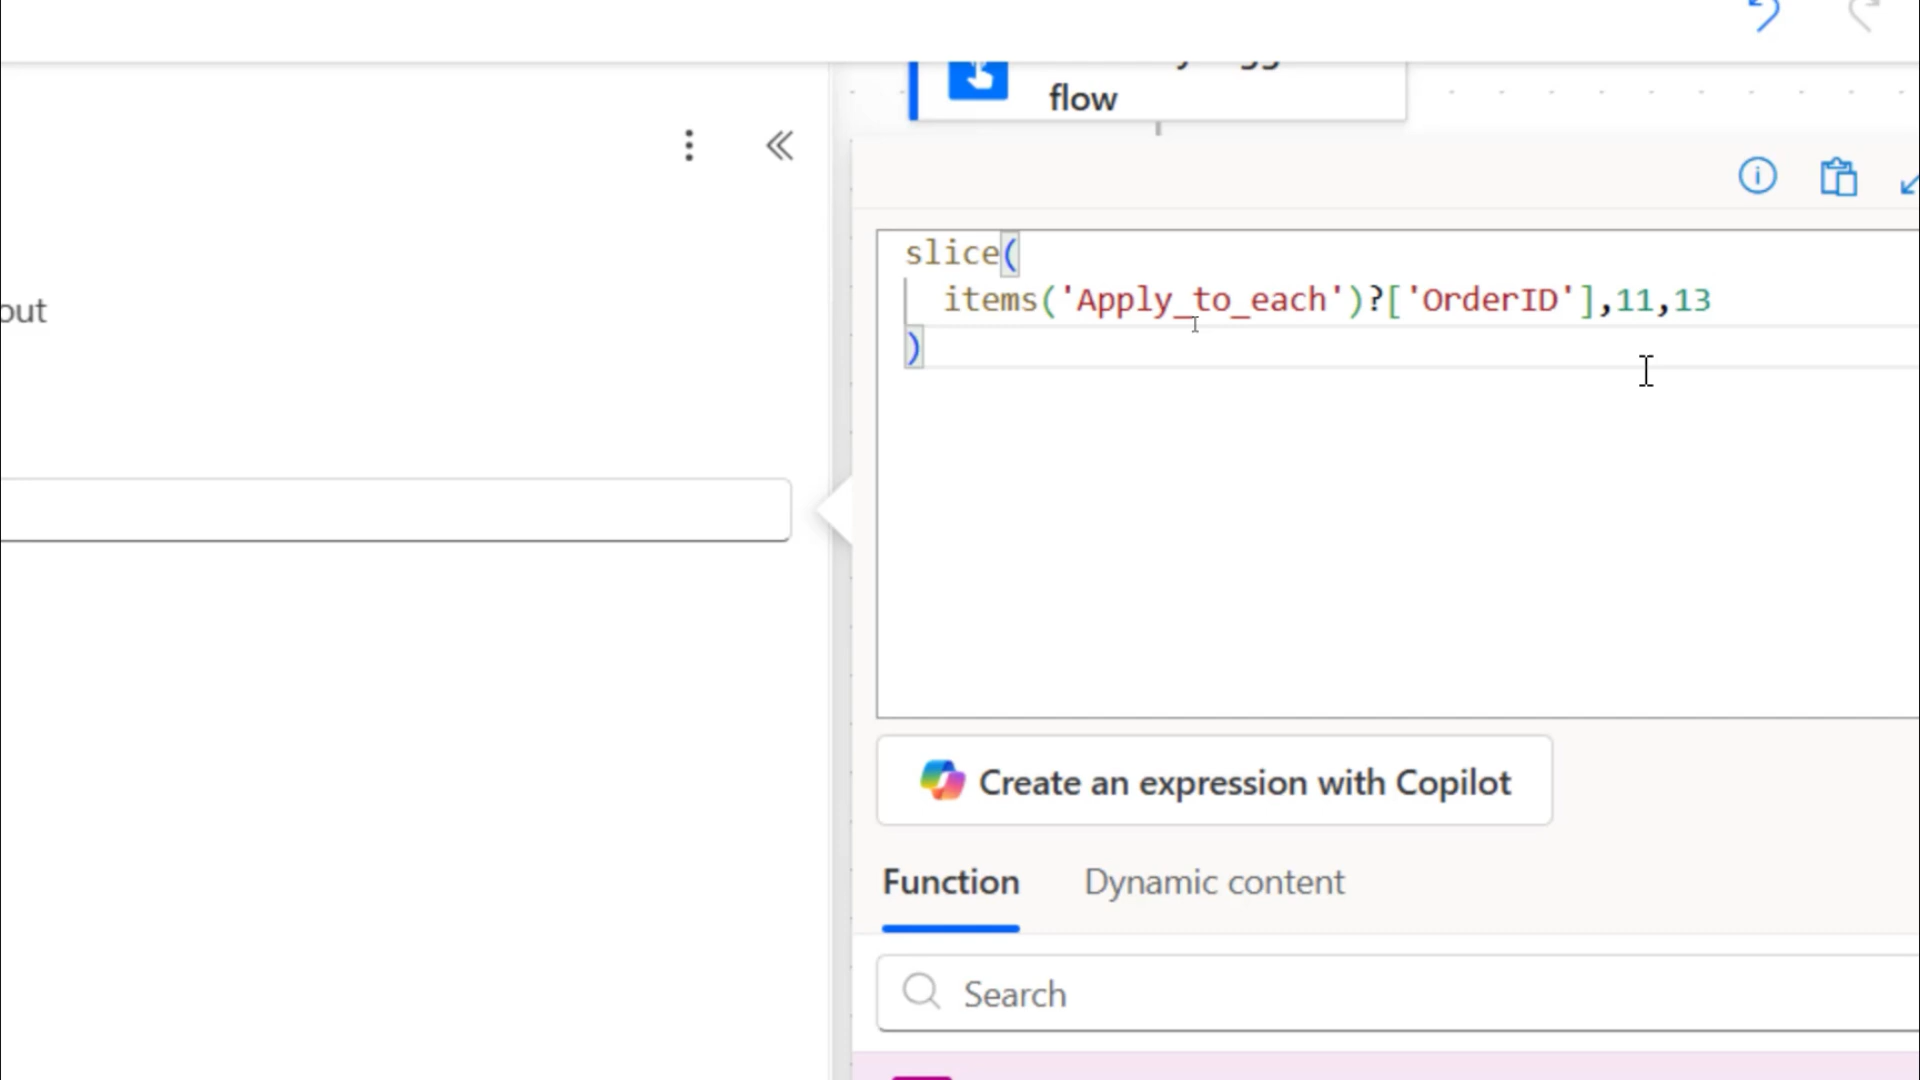 flow
out
slice(
items('Apply_to_each')?['OrderID'],11,13
)
Create an expression with Copilot
Function
Dynamic content
Search